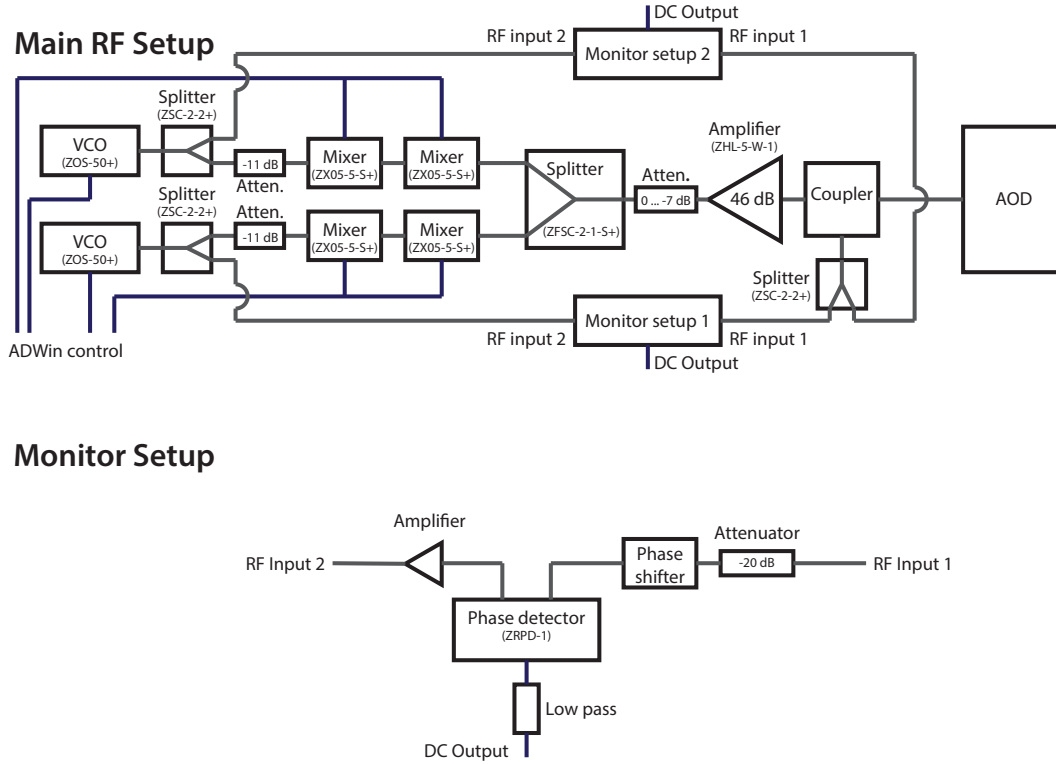 DC Output
Main RF Setup
RF input 2
Monitor setup 2
RF input 1
Splitter
(ZSC-2-2+)
VCO
(ZOS-50+)
-11 dB
Atten.
Mixer
(ZX05-5-S+)
Mixer
(ZX05-5-S+)
Splitter
(ZFSC-2-1-S+)
Atten.
0 ... -7 dB
Amplifier
(ZHL-5-W-1)
46 dB
Coupler
AOD
Splitter
(ZSC-2-2+)
VCO
(ZOS-50+)
Atten.
-11 dB
Mixer
(ZX05-5-S+)
Mixer
(ZX05-5-S+)
Splitter
(ZSC-2-2+)
ADWin control
RF input 2
Monitor setup 1
RF input 1
DC Output
Monitor Setup
Amplifier
RF Input 2
Phase
shifter
Attenuator
-20 dB
RF Input 1
Phase detector
(ZRPD-1)
Low pass
DC Output